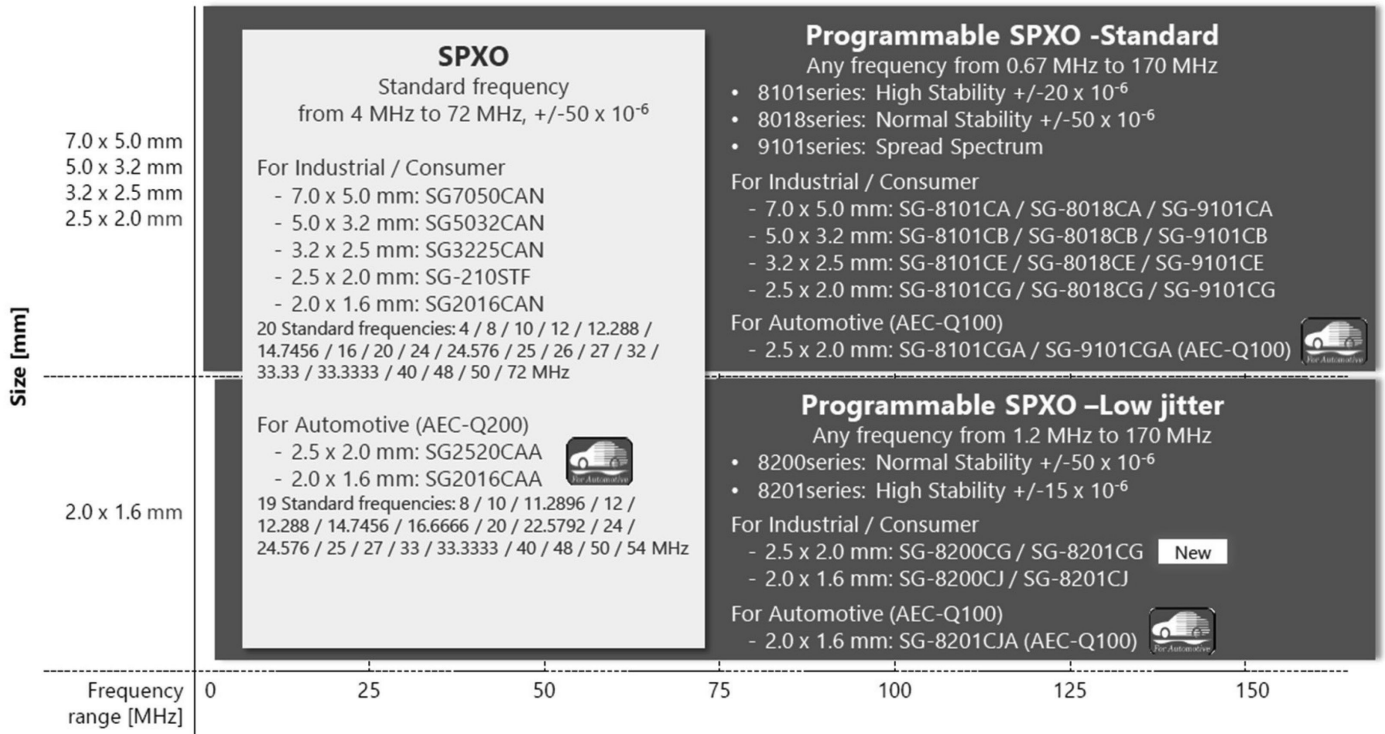 SPXO
Standard frequency
from 4 MHz to 72 MHz, +/-50 x 10⁻⁶
For Industrial / Consumer
- 7.0 x 5.0 mm: SG7050CAN
- 5.0 x 3.2 mm: SG5032CAN
- 3.2 x 2.5 mm: SG3225CAN
- 2.5 x 2.0 mm: SG-210STF
- 2.0 x 1.6 mm: SG2016CAN
20 Standard frequencies: 4 / 8 / 10 / 12 / 12.288 /
14.7456 / 16 / 20 / 24 / 24.576 / 25 / 26 / 27 / 32 /
33.33 / 33.3333 / 40 / 48 / 50 / 72 MHz
For Automotive (AEC-Q200)
- 2.5 x 2.0 mm: SG2520CAA
- 2.0 x 1.6 mm: SG2016CAA
For Automotive
19 Standard frequencies: 8 / 10 / 11.2896 / 12 /
12.288 / 14.7456 / 16.6666 / 20 / 22.5792 / 24 /
24.576 / 25 / 27 / 33 / 33.3333 / 40 / 48 / 50 / 54 MHz
Programmable SPXO -Standard
Any frequency from 0.67 MHz to 170 MHz
• 8101series: High Stability +/-20 x 10⁻⁶
• 8018series: Normal Stability +/-50 x 10⁻⁶
• 9101series: Spread Spectrum
For Industrial / Consumer
- 7.0 x 5.0 mm: SG-8101CA / SG-8018CA / SG-9101CA
- 5.0 x 3.2 mm: SG-8101CB / SG-8018CB / SG-9101CB
- 3.2 x 2.5 mm: SG-8101CE / SG-8018CE / SG-9101CE
- 2.5 x 2.0 mm: SG-8101CG / SG-8018CG / SG-9101CG
For Automotive (AEC-Q100)
- 2.5 x 2.0 mm: SG-8101CGA / SG-9101CGA (AEC-Q100)
For Automotive
Programmable SPXO –Low jitter
Any frequency from 1.2 MHz to 170 MHz
• 8200series: Normal Stability +/-50 x 10⁻⁶
• 8201series: High Stability +/-15 x 10⁻⁶
For Industrial / Consumer
- 2.5 x 2.0 mm: SG-8200CG / SG-8201CG New
- 2.0 x 1.6 mm: SG-8200CJ / SG-8201CJ
For Automotive (AEC-Q100)
- 2.0 x 1.6 mm: SG-8201CJA (AEC-Q100)
For Automotive
Size [mm]
7.0 x 5.0 mm
5.0 x 3.2 mm
3.2 x 2.5 mm
2.5 x 2.0 mm
2.0 x 1.6 mm
Frequency
range [MHz]
0 25 50 75 100 125 150